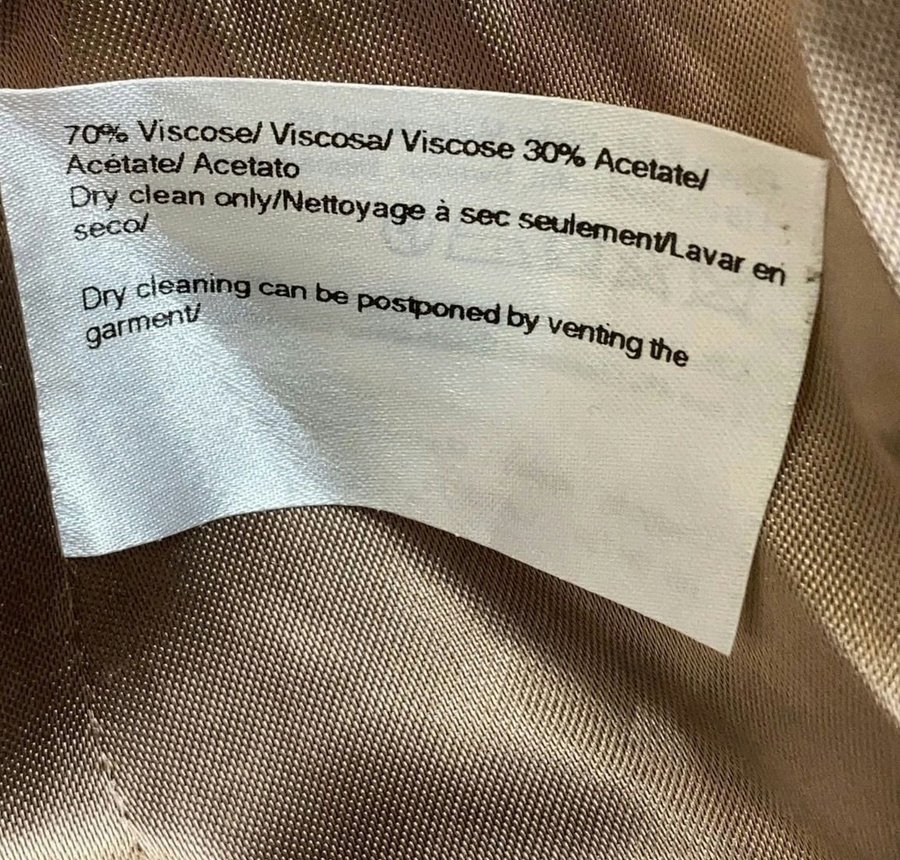 70% Viscose/ Viscosa/ Viscose 30% Acetate/
Acétate/ Acetato
Dry clean only/Nettoyage à sec seulement/Lavar en
seco/
Dry cleaning can be postponed by venting the
garment/